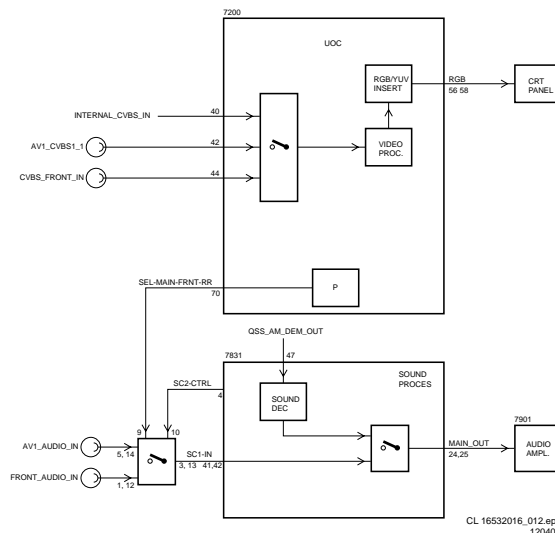 7200
UOC
RGB/YUV
INSERT
RGB
56 58
CRT
PANEL
INTERNAL_CVBS_IN
40
AV1_CVBS1_1
42
VIDEO
PROC.
CVBS_FRONT_IN
44
SEL-MAIN-FRNT-RR
70
P
QSS_AM_DEM_OUT
7831
47
SOUND
PROCES
SC2-CTRL
4
SOUND
DEC
7901
9
10
AV1_AUDIO_IN
5, 14
SC1-IN
3, 13
41,42
MAIN_OUT
24,25
AUDIO
AMPL.
FRONT_AUDIO_IN
1, 12
CL 16532016_012.ep
12040